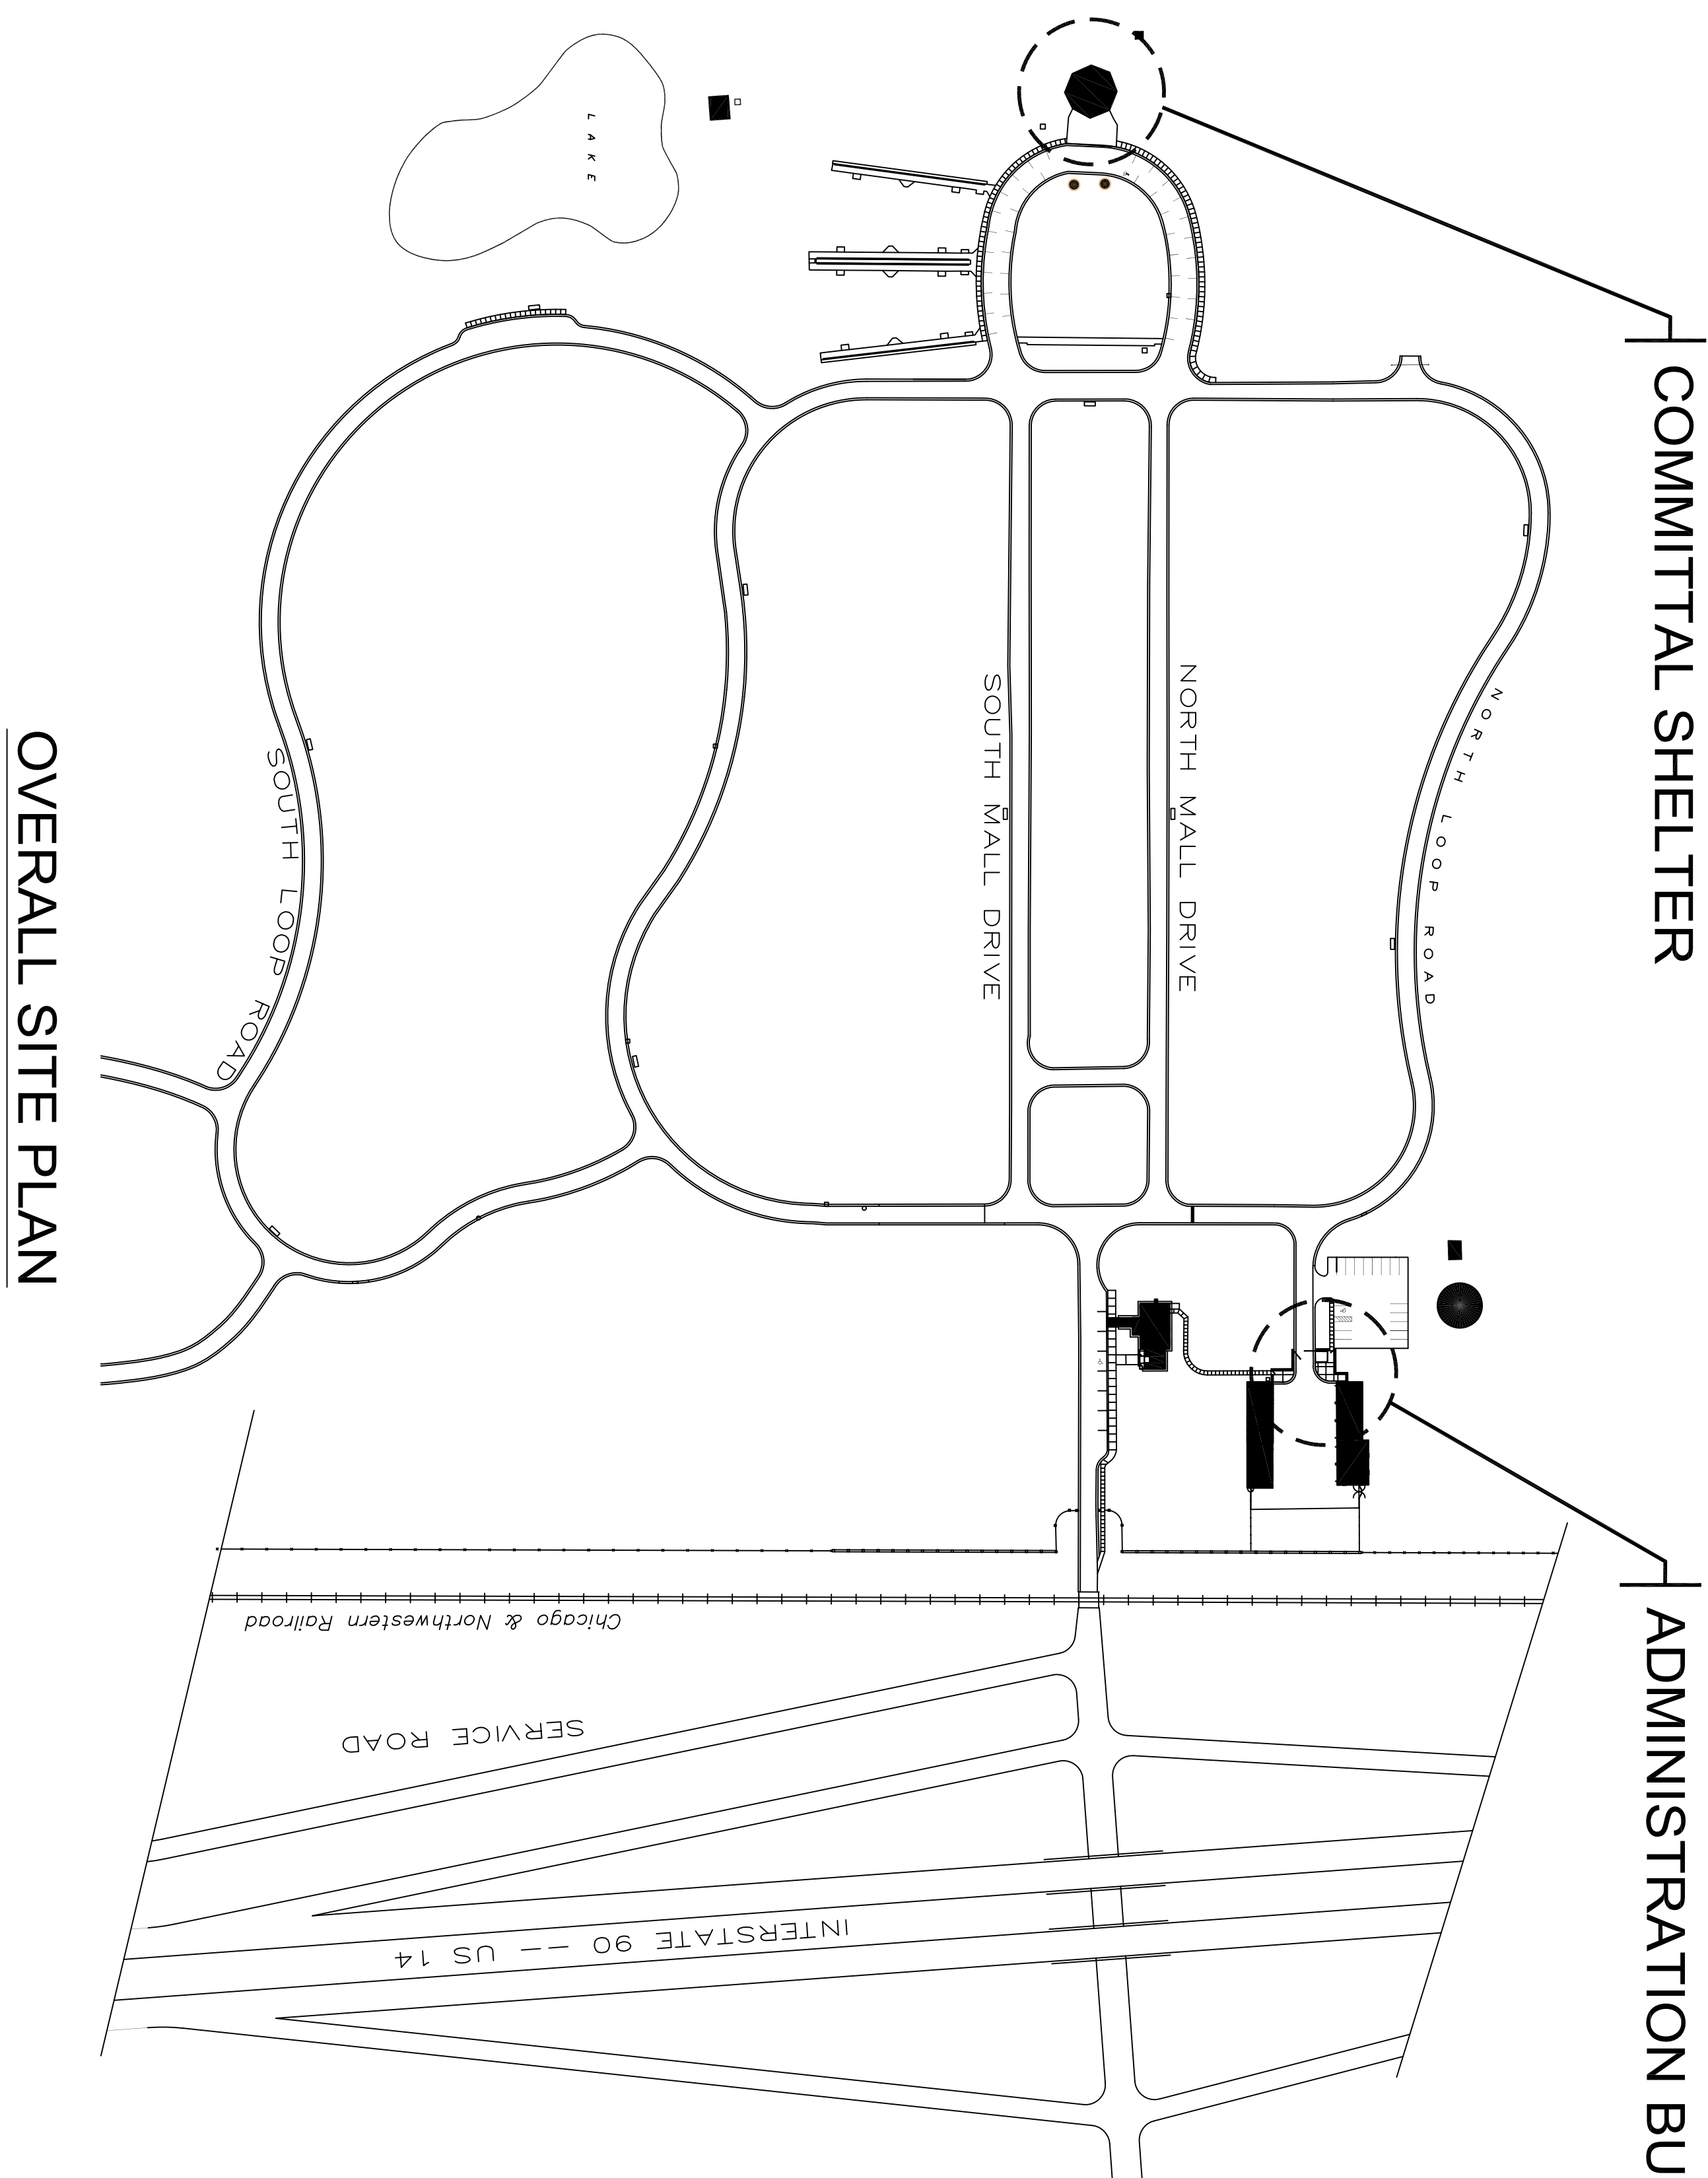 COMMITTAL SHELTER
ADMINISTRATION BU
LAKE
NORTH LOOP ROAD
NORTH MALL DRIVE
SOUTH MALL DRIVE
SOUTH LOOP ROAD
Chicago & Northwestern Railroad
SERVICE ROAD
INTERSTATE 90 -- US 14
OVERALL SITE PLAN